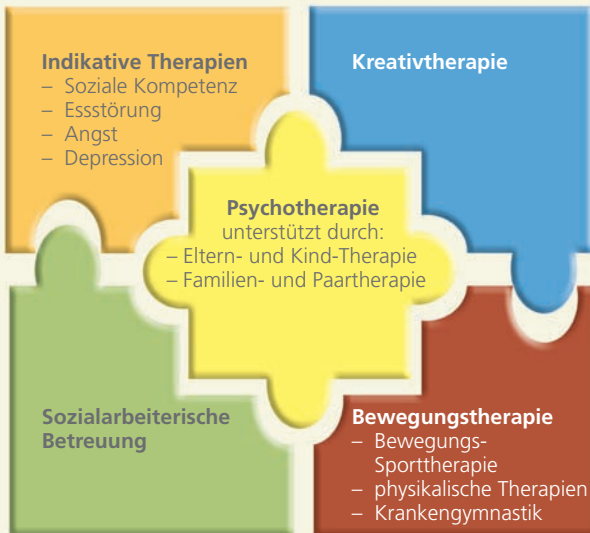 Indikative Therapien
– Soziale Kompetenz
– Essstörung
– Angst
– Depression
Kreativtherapie
Psychotherapie
unterstützt durch:
– Eltern- und Kind-Therapie
– Familien- und Paartherapie
Sozialarbeiterische
Betreuung
Bewegungstherapie
– Bewegungs-
Sporttherapie
– physikalische Therapien
– Krankengymnastik